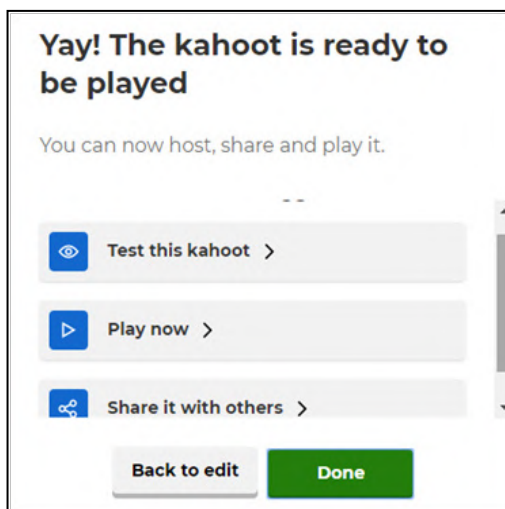 Yay! The kahoot is ready to
be played
You can now host, share and play it.
Test this kahoot
Play now
Share it with others
Back to edit
Done